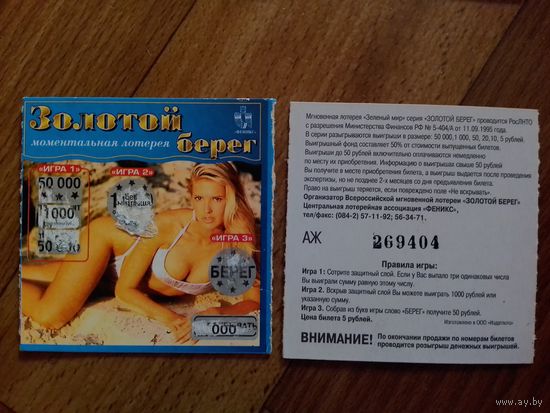 Золотой
берег
моментальная лотерея
«ФЕНИКС»
«ИГРА 1»
50 000
1000
«ИГРА 2»
«ИГРА 3»
БЕРЕГ
000
Мгновенная лотерея «Зеленый мир» серия «ЗОЛОТОЙ БЕРЕГ» проводится РосЛНТО
с разрешения Министерства Финансов РФ № 5-404/А от 11.09.1995 года.
В серии разыгрываются выигрыши в размере: 50 000, 1 000, 50, 20,10, 5 рублей.
Выигрышный фонд составляет 50% от стоимости выпущенных билетов.
Выигрыши до 50 рублей включительно оплачиваются немедленно
по месту их приобретения. Информацию о выигрыше свыше 50 рублей
Вы получите в месте приобретения билета, а выигрыш выдается после проведения
экспертизы, но не позднее 2-х месяцев со дня предъявления билета.
Право на выигрыш теряется, если повреждено поле «Не вскрывать».
Организатор Всероссийской мгновенной лотереи «ЗОЛОТОЙ БЕРЕГ»
Центральная лотерейная ассоциация «ФЕНИКС»,
тел/факс: (084-2) 57-11-92; 56-34-71.
АЖ 269404
Правила игры:
Игра 1: Сотрите защитный слой. Если у Вас выпало три одинаковых числа
Вы выиграли сумму равную этому числу.
Игра 2. Вскрыв защитный слой Вы можете выиграть 1000 рублей или
указанную сумму.
Игра 3. Собрав из букв игры слово «БЕРЕГ» получите 50 рублей.
Цена билета 5 рублей.
Изготовлено в ООО
ВНИМАНИЕ! По окончании продажи по номерам билетов
проводится розыгрыш денежных выигрышей.
www.ay.by